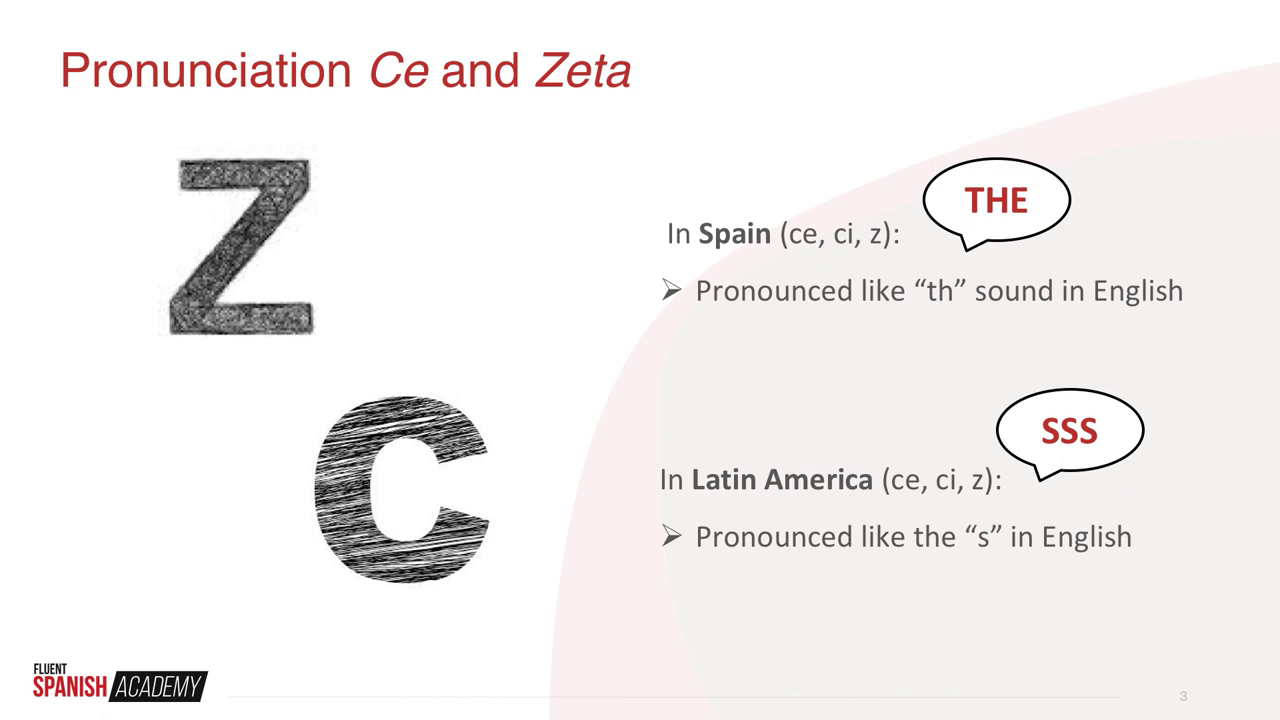 Pronunciation Ce and Zeta
Z
C
THE
In Spain (ce, ci, z):
➢ Pronounced like “th” sound in English
SSS
In Latin America (ce, ci, z):
➢ Pronounced like the “s” in English
FLUENT
SPANISH ACADEMY
3